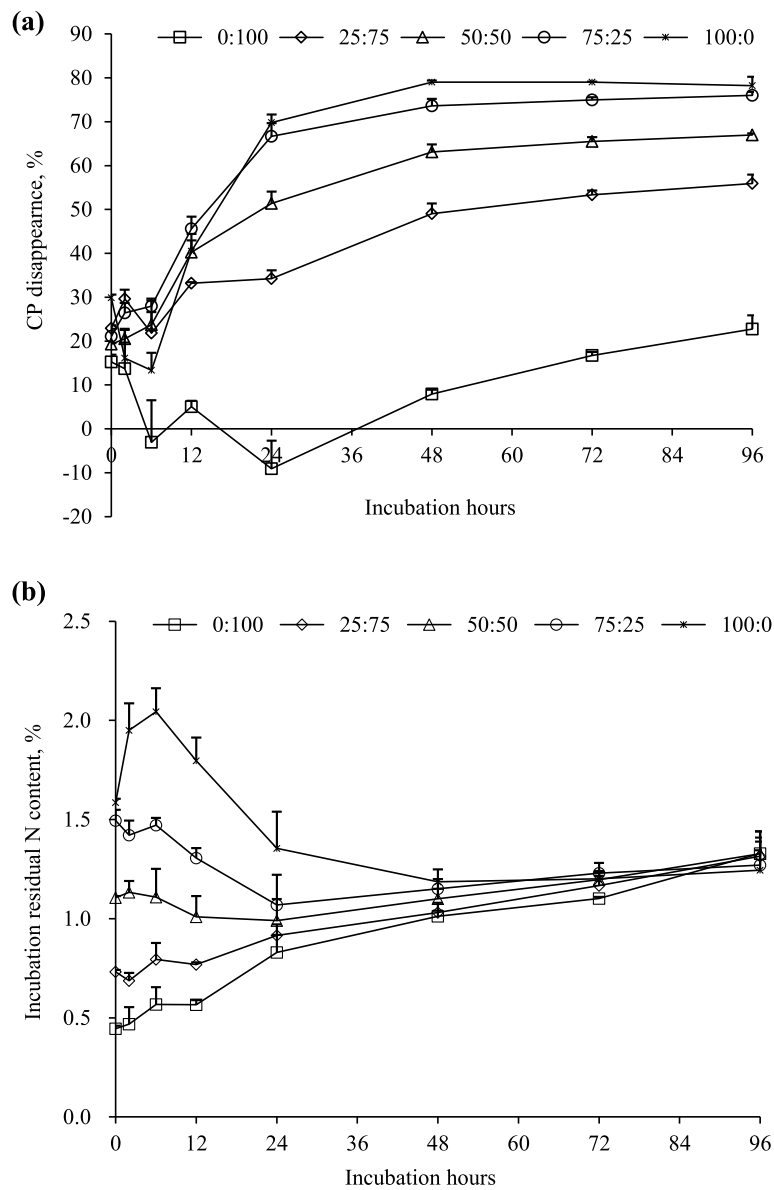 (a)
90
0:100 25:75 50:50 75:25 100:0
80
70
60
50
40
30
20
10
0
-10
-20
CP disappearnce, %
0 12 24 36 48 60 72 84 96
Incubation hours
(b)
2.5
0:100 25:75 50:50 75:25 100:0
2.0
1.5
1.0
0.5
0.0
Incubation residual N content, %
0 12 24 36 48 60 72 84 96
Incubation hours